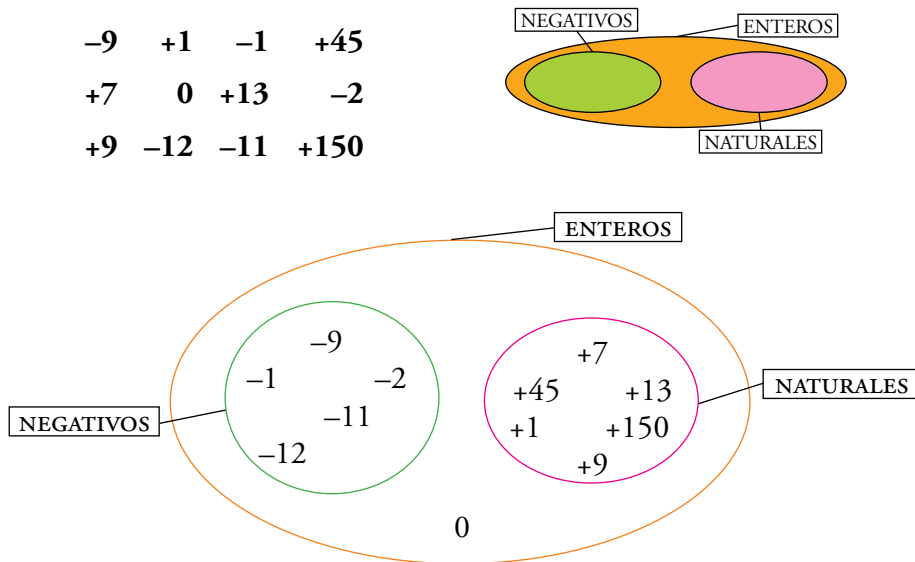 –9 +1 –1 +45
+7 0 +13 –2
+9 –12 –11 +150
NEGATIVOS
ENTEROS
NATURALES
ENTEROS
–9
–1 –2
–11
–12
NEGATIVOS
+7
+45 +13
+1 +150
+9
NATURALES
0